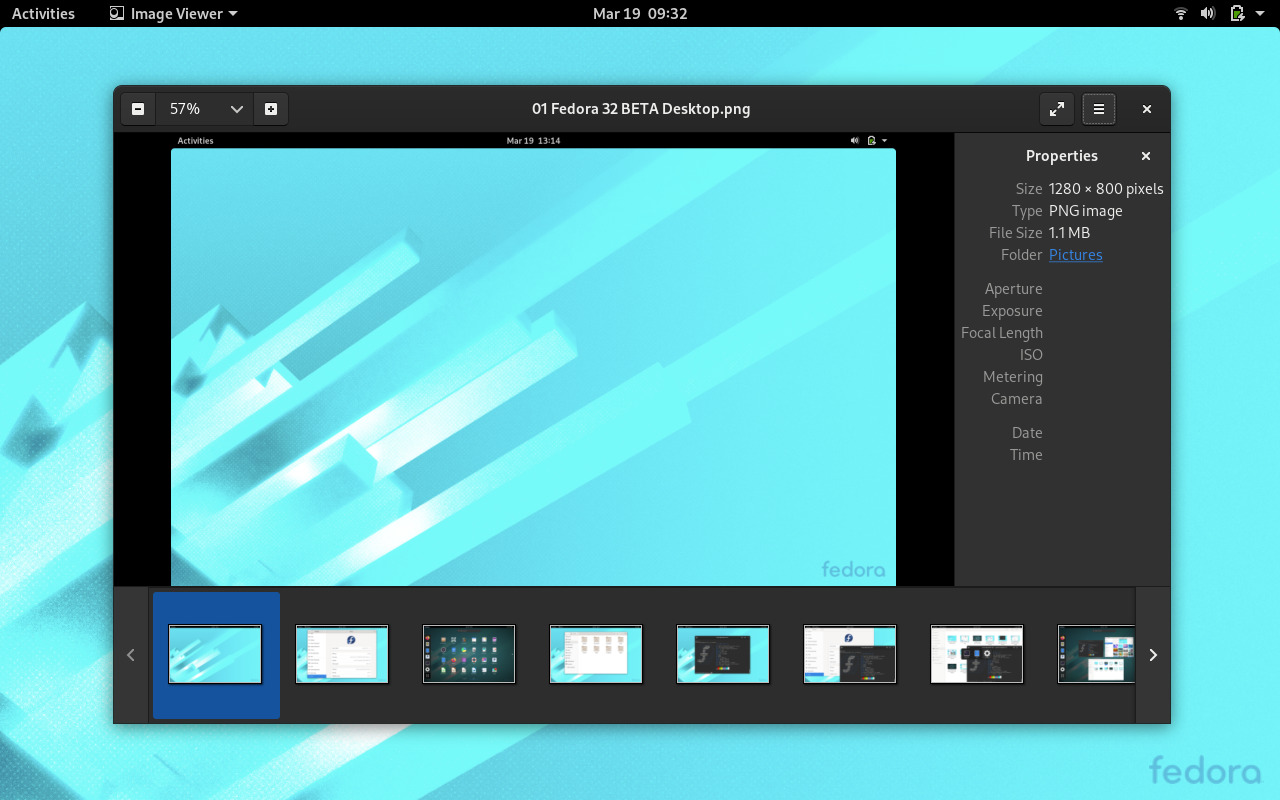 Activities Image Viewer Mar 19 09:32
57% 01 Fedora 32 BETA Desktop.png
Activities Mar 19 13:14
Properties
Size 1280 × 800 pixels
Type PNG image
File Size 1.1 MB
Folder Pictures
Aperture
Exposure
Focal Length
ISO
Metering
Camera
Date
Time
fedora
fedora